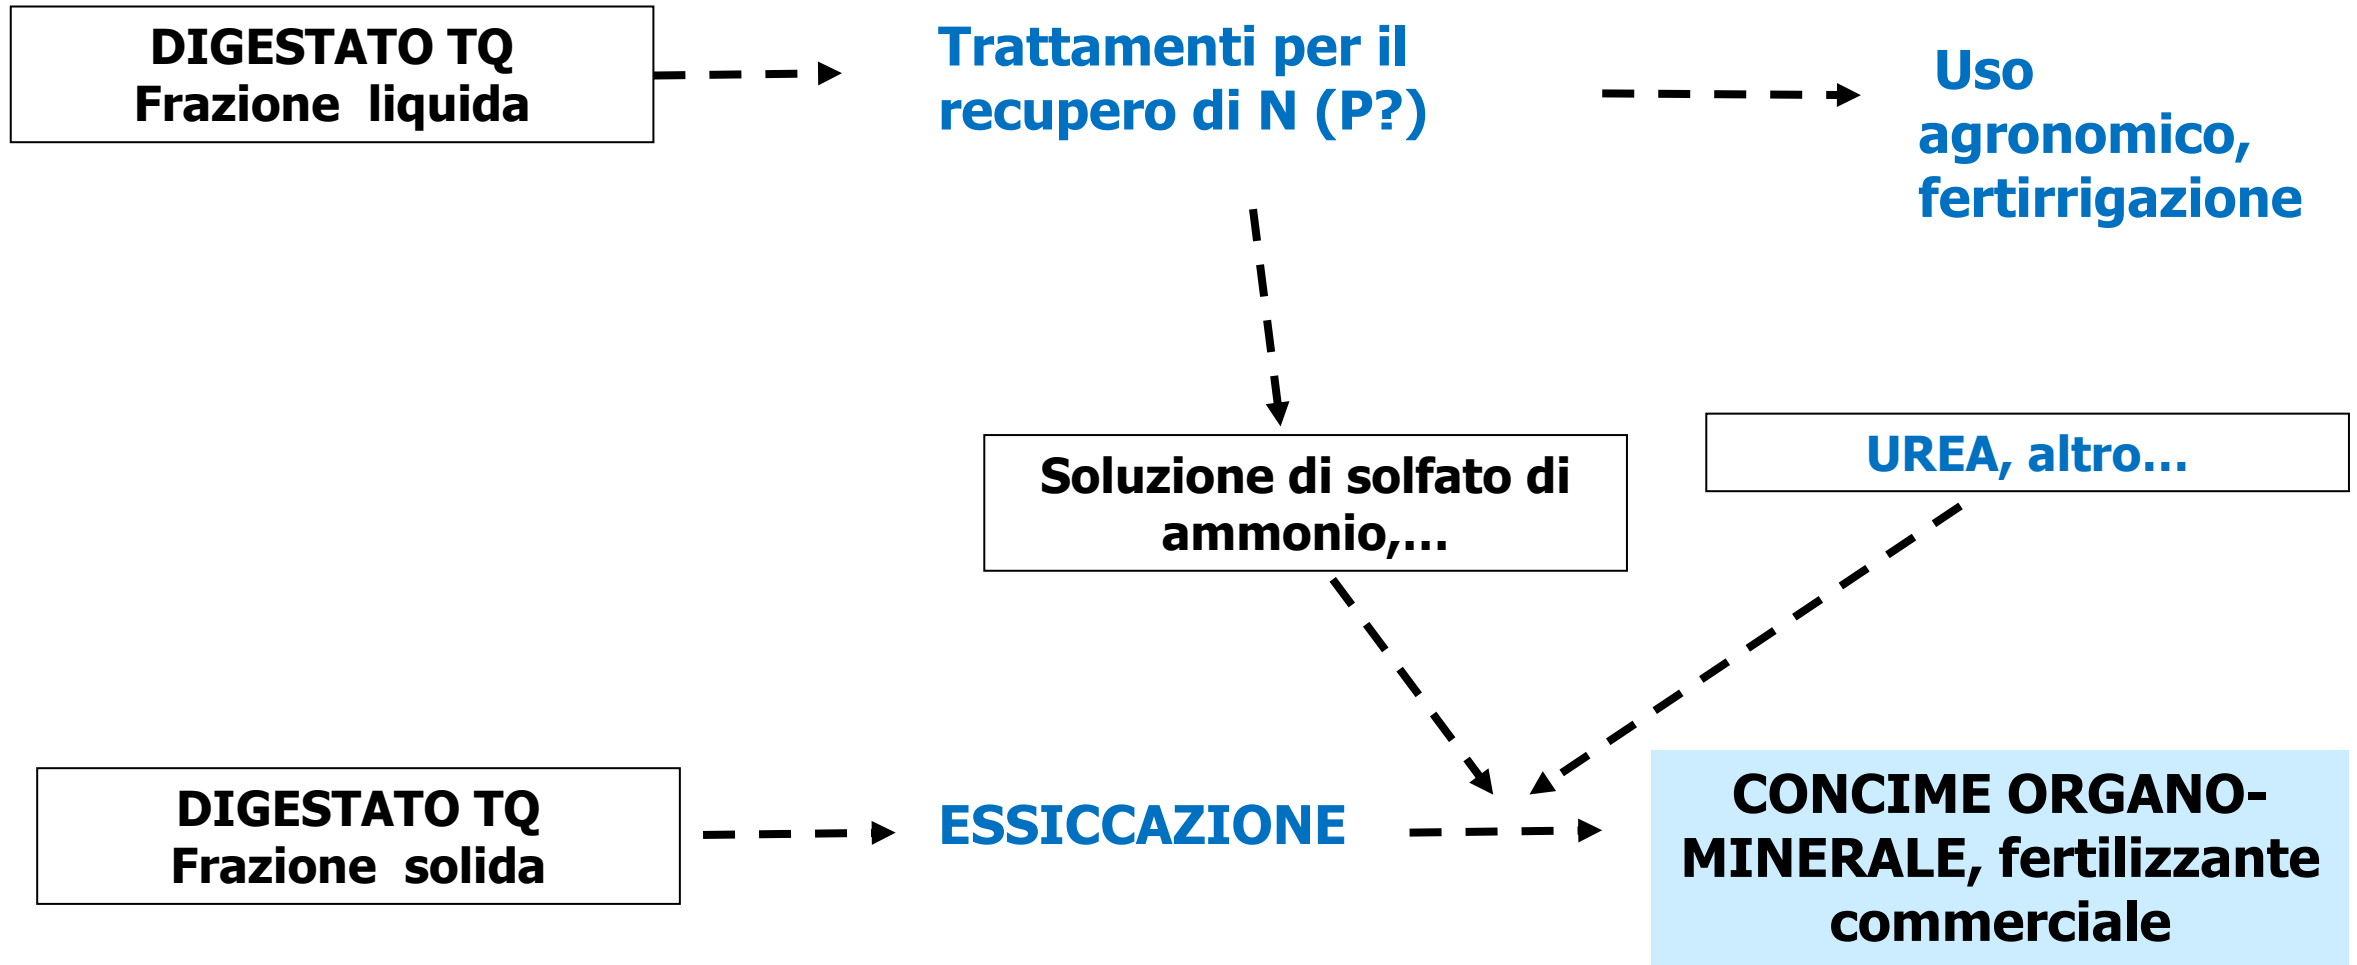 DIGESTATO TQ
Frazione liquida
Trattamenti per il
recupero di N (P?)
Uso
agronomico,
fertirrigazione
Soluzione di solfato di
ammonio,...
UREA, altro...
DIGESTATO TQ
Frazione solida
ESSICCAZIONE
CONCIME ORGANO-
MINERALE, fertilizzante
commerciale